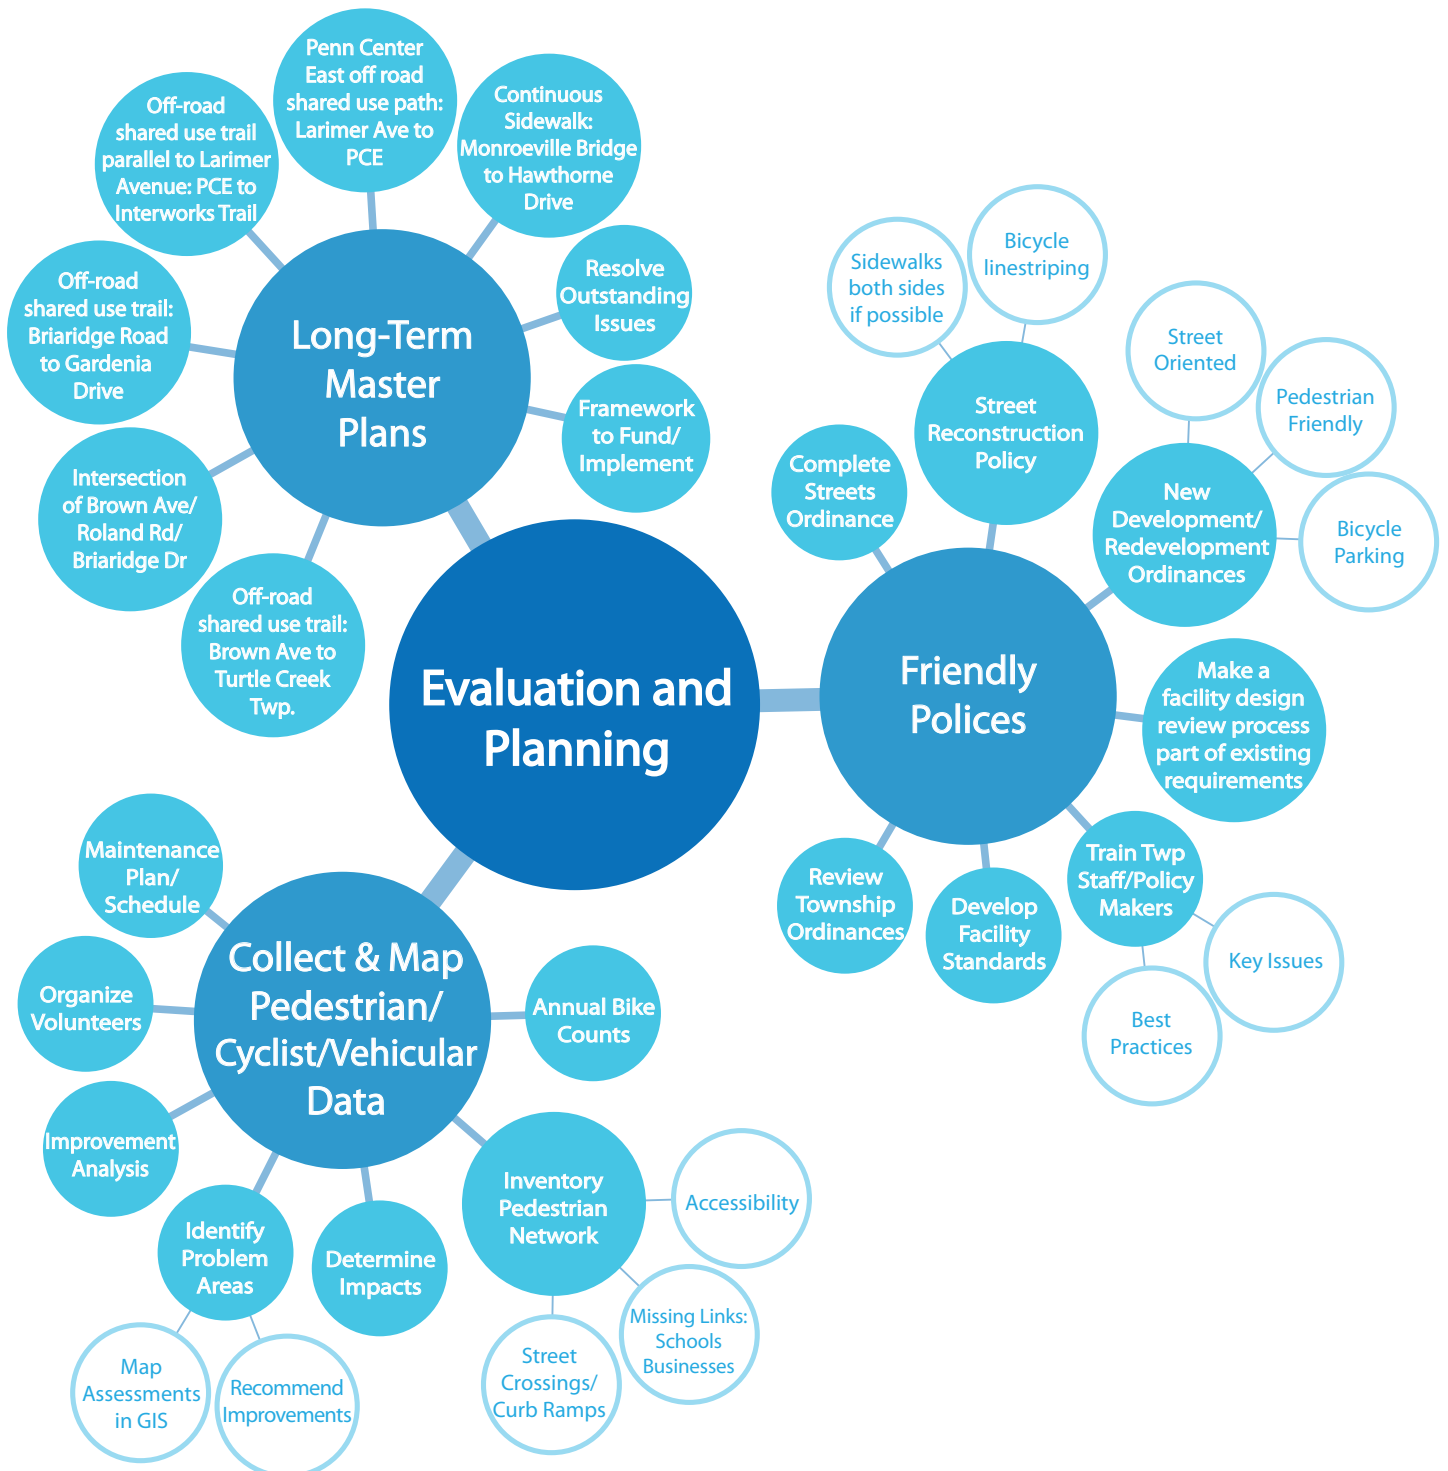 Penn Center
East off road
shared use path:
Larimer Ave to
PCE
Continuous
Sidewalk:
Monroeville Bridge
to Hawthorne
Drive
Off-road
shared use trail
parallel to Larimer
Avenue: PCE to
Interworks Trail
Off-road
shared use trail:
Briaridge Road
to Gardenia
Drive
Intersection
of Brown Ave/
Roland Rd/
Briaridge Dr
Off-road
shared use trail:
Brown Ave to
Turtle Creek
Twp.
Long-Term
Master
Plans
Resolve
Outstanding
Issues
Framework
to Fund/
Implement
Evaluation and
Planning
Sidewalks
both sides
if possible
Bicycle
linestriping
Street
Reconstruction
Policy
Complete
Streets
Ordinance
Street
Oriented
Pedestrian
Friendly
Bicycle
Parking
New
Development/
Redevelopment
Ordinances
Friendly
Polices
Make a
facility design
review process
part of existing
requirements
Train Twp
Staff/Policy
Makers
Key Issues
Best
Practices
Develop
Facility
Standards
Review
Township
Ordinances
Maintenance
Plan/
Schedule
Organize
Volunteers
Improvement
Analysis
Collect & Map
Pedestrian/
Cyclist/Vehicular
Data
Annual Bike
Counts
Identify
Problem
Areas
Determine
Impacts
Inventory
Pedestrian
Network
Accessibility
Missing Links:
Schools
Businesses
Street
Crossings/
Curb Ramps
Map
Assessments
in GIS
Recommend
Improvements